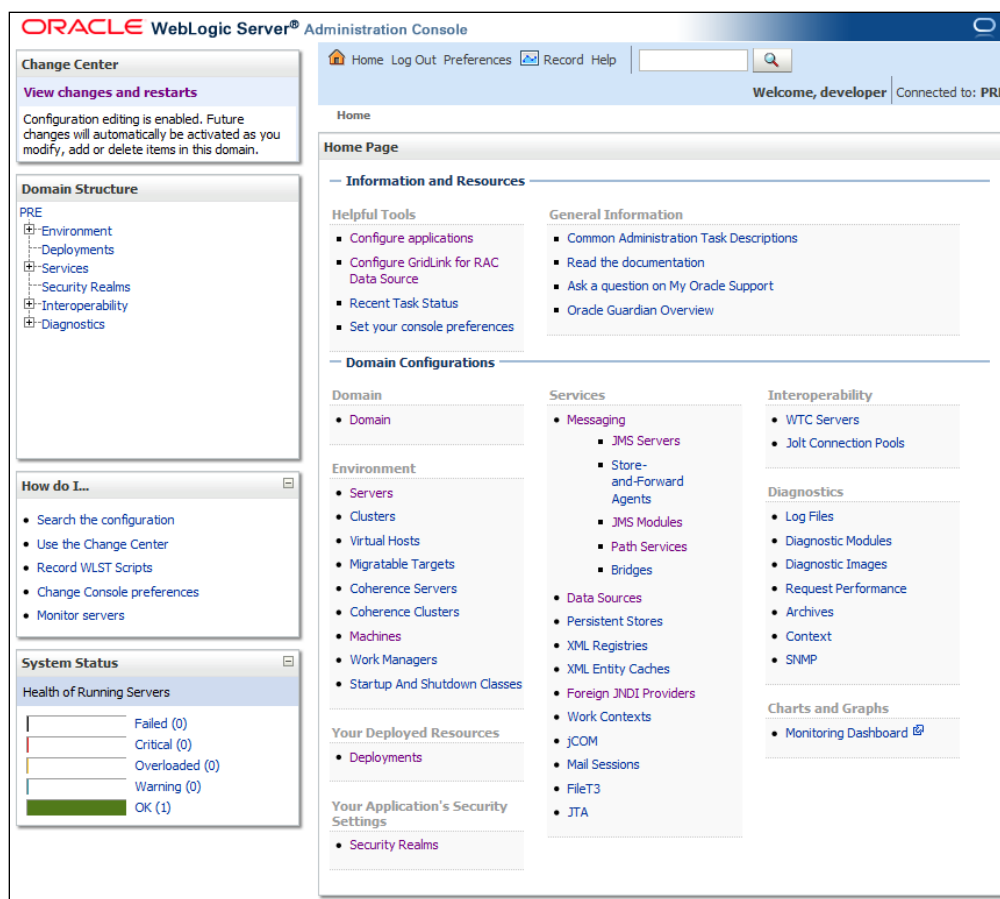 ORACLE WebLogic Server® Administration Console
Change Center
View changes and restarts
Configuration editing is enabled. Future
changes will automatically be activated as you
modify, add or delete items in this domain.
Domain Structure
PRE
Environment
Deployments
Services
Security Realms
Interoperability
Diagnostics
How do I...
Search the configuration
Use the Change Center
Record WLST Scripts
Change Console preferences
Monitor servers
System Status
Health of Running Servers
Failed (0)
Critical (0)
Overloaded (0)
Warning (0)
OK (1)
Home Log Out Preferences Record Help
Welcome, developer Connected to: PRE
Home
Home Page
Information and Resources
Helpful Tools
Configure applications
Configure GridLink for RAC
Data Source
Recent Task Status
Set your console preferences
General Information
Common Administration Task Descriptions
Read the documentation
Ask a question on My Oracle Support
Oracle Guardian Overview
Domain Configurations
Domain
Domain
Environment
Servers
Clusters
Virtual Hosts
Migratable Targets
Coherence Servers
Coherence Clusters
Machines
Work Managers
Startup And Shutdown Classes
Your Deployed Resources
Deployments
Your Application's Security
Settings
Security Realms
Services
Messaging
JMS Servers
Store-
and-Forward
Agents
JMS Modules
Path Services
Bridges
Data Sources
Persistent Stores
XML Registries
XML Entity Caches
Foreign JNDI Providers
Work Contexts
jCOM
Mail Sessions
FileT3
JTA
Interoperability
WTC Servers
Jolt Connection Pools
Diagnostics
Log Files
Diagnostic Modules
Diagnostic Images
Request Performance
Archives
Context
SNMP
Charts and Graphs
Monitoring Dashboard